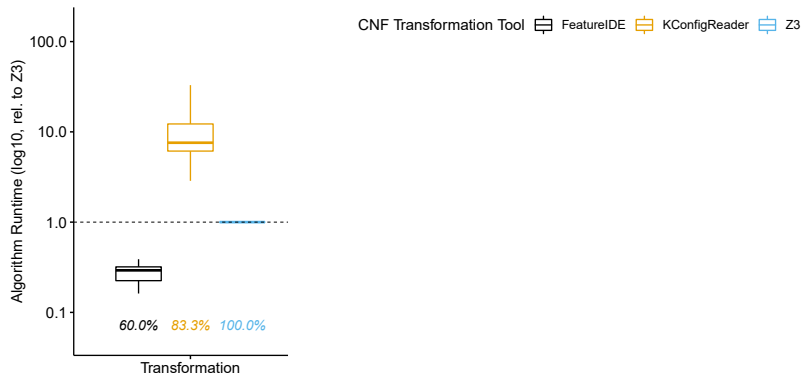 CNF Transformation Tool FeatureIDE KConfigReader Z3
Algorithm Runtime (log10, rel. to Z3)
100.0
10.0
1.0
0.1
60.0% 83.3% 100.0%
Transformation